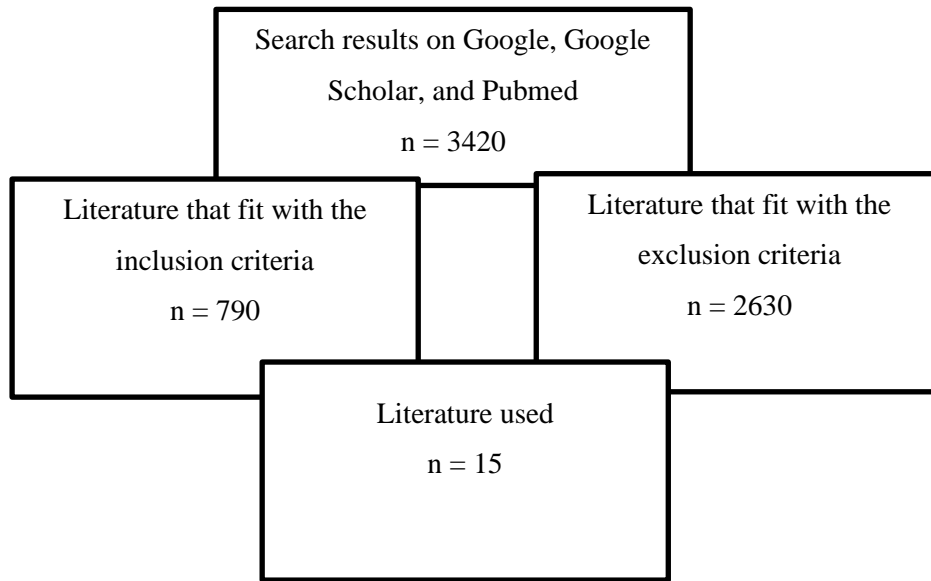 Search results on Google, Google
Scholar, and Pubmed
n = 3420
Literature that fit with the
inclusion criteria
n = 790
Literature that fit with the
exclusion criteria
n = 2630
Literature used
n = 15